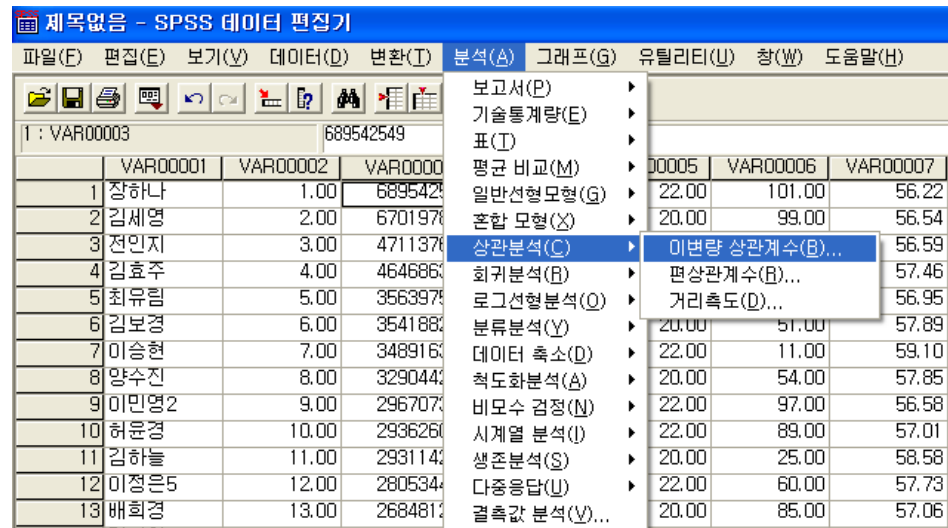 제목없음 - SPSS 데이터 편집기
파일(F) 편집(E) 보기(V) 데이터(D) 변환(T) 분석(A) 그래프(G) 유틸리티(U) 창(W) 도움말(H)
1 : VAR00003 689542549
VAR00001 VAR00002 VAR0000 00005 VAR00006 VAR00007
1 장하나 1.00 6895425 22.00 101.00 56.22
2 김세영 2.00 6701978 20.00 99.00 56.54
3 전인지 3.00 4711376 56.59
4 김효주 4.00 4646863 57.46
5 최유림 5.00 3563975 56.95
6 김보경 6.00 3541882 20.00 51.00 57.89
7 이승현 7.00 3489163 22.00 11.00 59.10
8 양수진 8.00 3290442 20.00 54.00 57.85
9 이민영2 9.00 2967073 22.00 97.00 56.58
10 허윤경 10.00 2936260 22.00 89.00 57.01
11 김하늘 11.00 2931142 20.00 25.00 58.58
12 이정은5 12.00 2805344 22.00 60.00 57.73
13 배희경 13.00 2684812 20.00 85.00 57.06
보고서(P)
기술통계량(E)
표(T)
평균 비교(M)
일반선형모형(G)
혼합 모형(X)
상관분석(C)
회귀분석(R)
로그선형분석(O)
분류분석(Y)
데이터 축소(D)
척도화분석(A)
비모수 검정(N)
시계열 분석(I)
생존분석(S)
다중응답(U)
결측값 분석(V)...
이변량 상관계수(B)...
편상관계수(R)...
거리측도(D)...